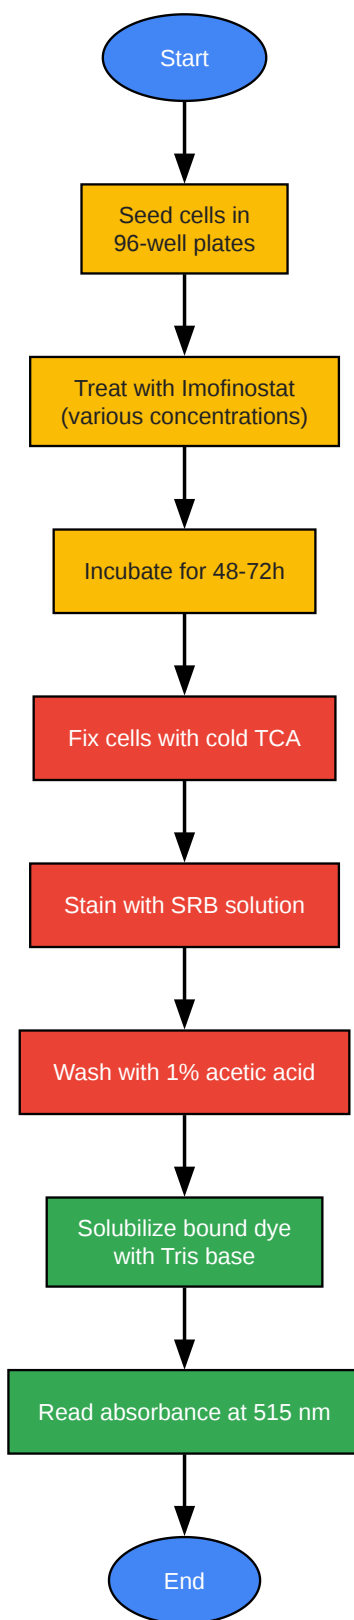 Start
Seed cells in
96-well plates
Treat with Imofinostat
(various concentrations)
Incubate for 48-72h
Fix cells with cold TCA
Stain with SRB solution
Wash with 1% acetic acid
Solubilize bound dye
with Tris base
Read absorbance at 515 nm
End